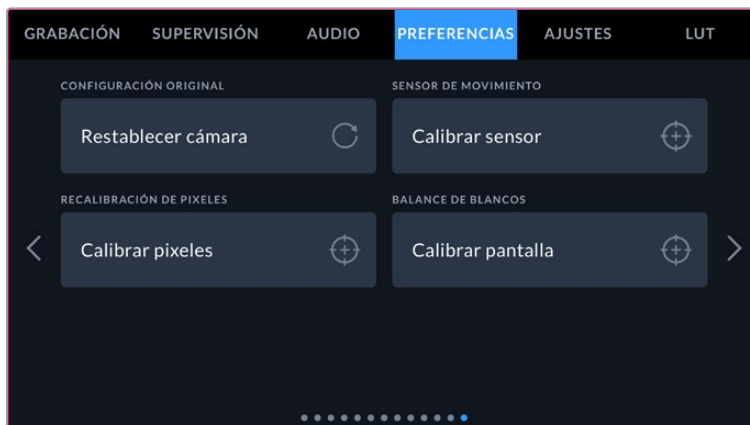 GRABACIÓN SUPERVISIÓN AUDIO PREFERENCIAS AJUSTES LUT
CONFIGURACIÓN ORIGINAL SENSOR DE MOVIMIENTO
Restablecer cámara Calibrar sensor
RECALIBRACIÓN DE PIXELES BALANCE DE BLANCOS
Calibrar pixeles Calibrar pantalla